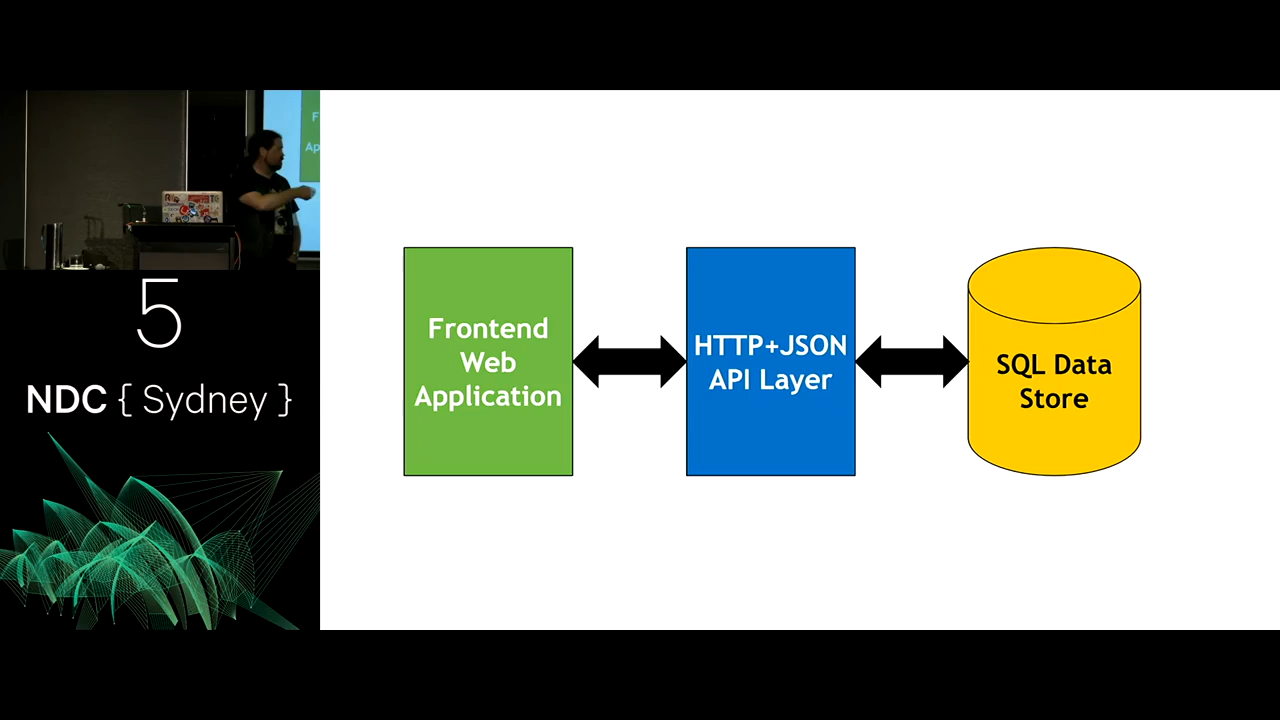 5
NDC { Sydney }
Frontend
Web
Application
HTTP+JSON
API Layer
SQL Data
Store